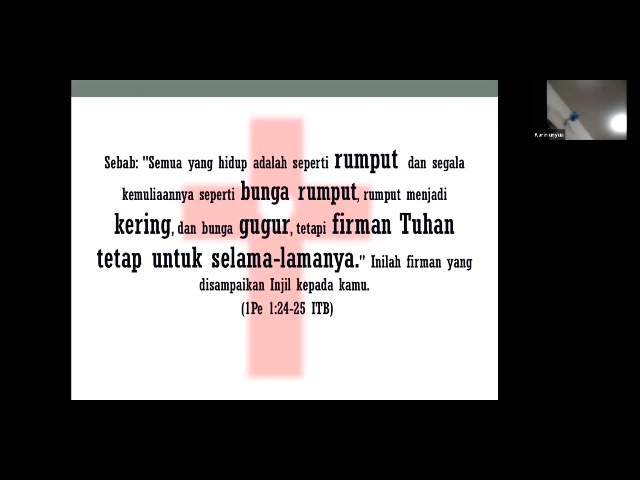 Sebab: "Semua yang hidup adalah seperti rumput dan segala
kemuliaannya seperti bunga rumput, rumput menjadi
kering, dan bunga gugur, tetapi firman Tuhan
tetap untuk selama-lamanya." Inilah firman yang
disampaikan Injil kepada kamu.
(1Pe 1:24-25 ITB)